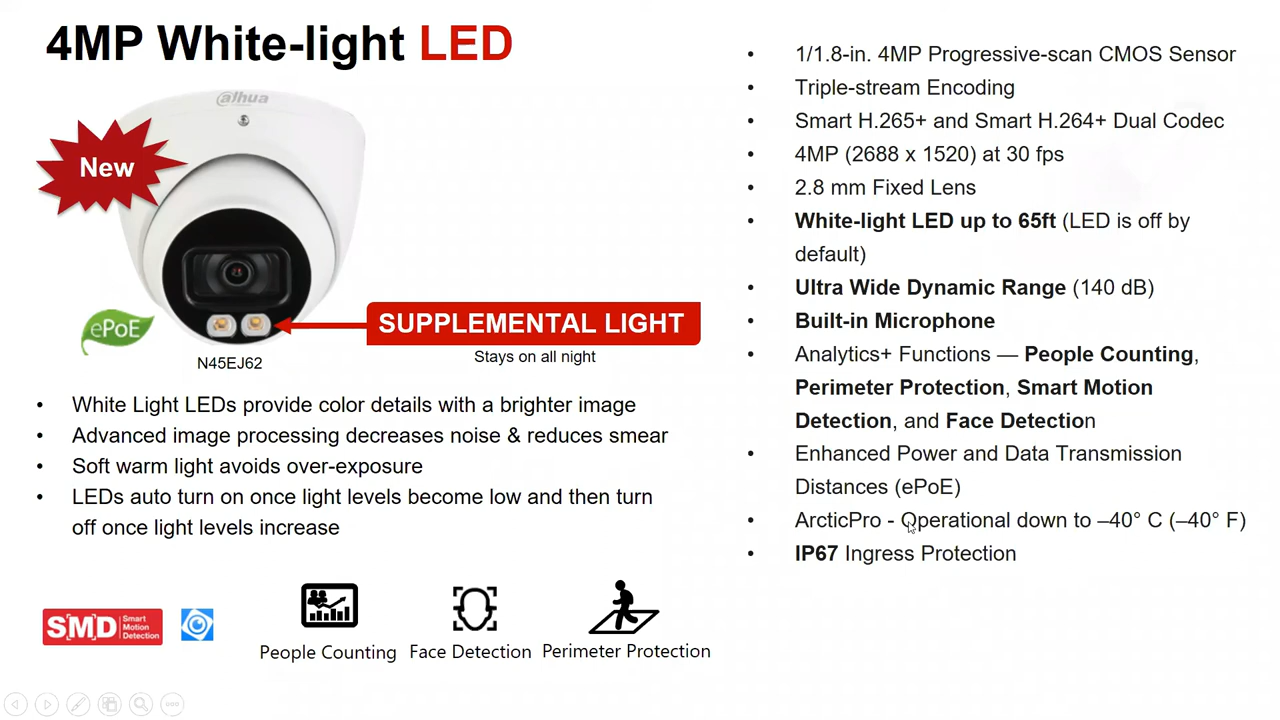 4MP White-light LED
alhua
New
ePoE
SUPPLEMENTAL LIGHT
Stays on all night
N45EJ62
• White Light LEDs provide color details with a brighter image
• Advanced image processing decreases noise & reduces smear
• Soft warm light avoids over-exposure
• LEDs auto turn on once light levels become low and then turn
off once light levels increase
SMD Smart
Motion
Detection
People Counting
Face Detection
Perimeter Protection
• 1/1.8-in. 4MP Progressive-scan CMOS Sensor
• Triple-stream Encoding
• Smart H.265+ and Smart H.264+ Dual Codec
• 4MP (2688 x 1520) at 30 fps
• 2.8 mm Fixed Lens
• White-light LED up to 65ft (LED is off by
default)
• Ultra Wide Dynamic Range (140 dB)
• Built-in Microphone
• Analytics+ Functions — People Counting,
Perimeter Protection, Smart Motion
Detection, and Face Detection
• Enhanced Power and Data Transmission
Distances (ePoE)
• ArcticPro - Operational down to –40° C (–40° F)
• IP67 Ingress Protection